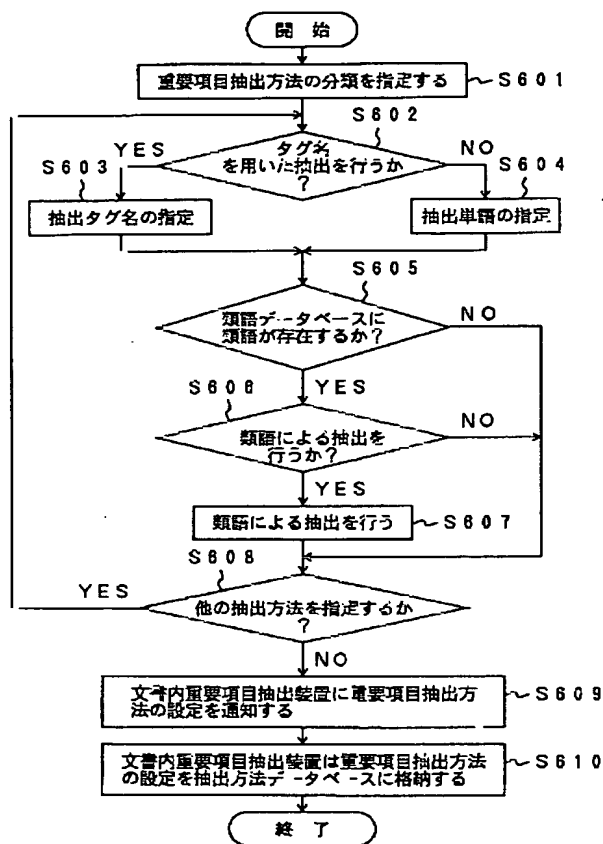 開 始
重要項目抽出方法の分類を指定する
S601
S602
タグ名
を用いた抽出を行うか
?
YES
NO
S603
S604
抽出タグ名の指定
抽出単語の指定
S605
類語データベースに
類語が存在するか?
NO
YES
S606
類語による抽出を
行うか?
NO
YES
類語による抽出を行う
S607
S608
YES
他の抽出方法を指定するか
?
NO
文書内重要項目抽出装置に重要項目抽出方
法の設定を通知する
S609
文書内重要項目抽出装置は重要項目抽出方法
の設定を抽出方法データベースに格納する
S610
終 了